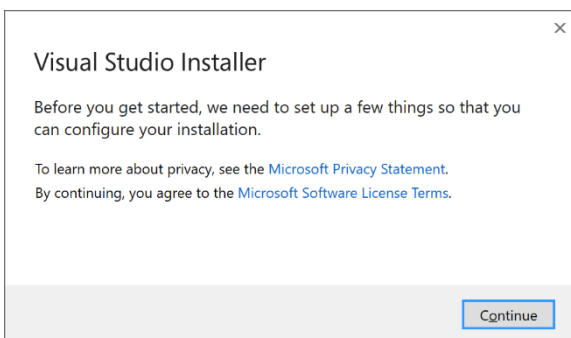 Visual Studio Installer
Before you get started, we need to set up a few things so that you
can configure your installation.
To learn more about privacy, see the Microsoft Privacy Statement.
By continuing, you agree to the Microsoft Software License Terms.
Continue